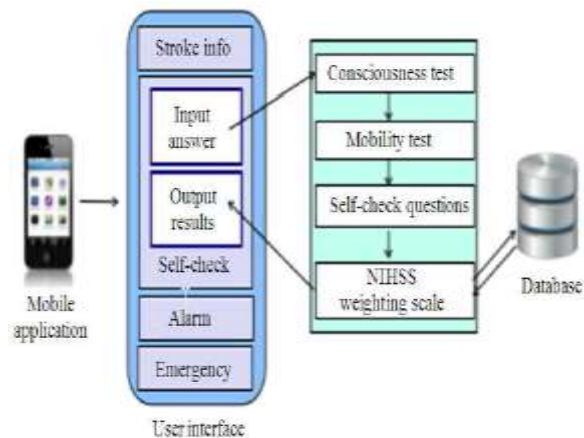 Stroke info
Input
answer
Output
results
Self-check
Alarm
Emergency
User interface
Mobile
application
Consciousness test
Mobility test
Self-check questions
NIHSS
weighting scale
Database